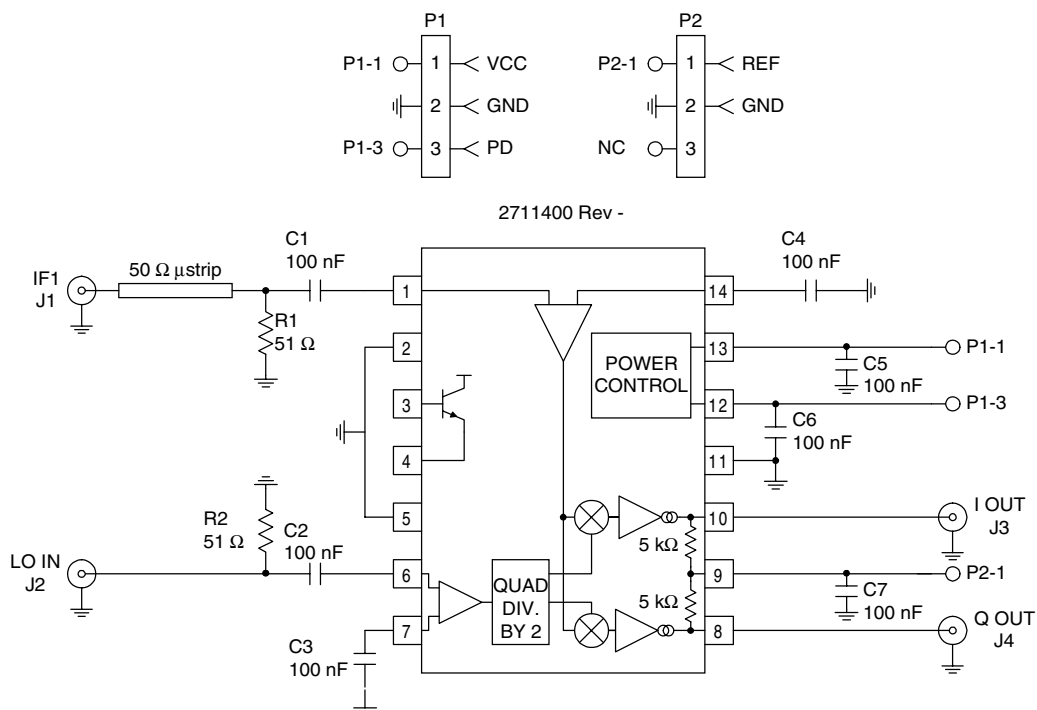 P1
P2
P1-1 1 VCC
2 GND
P1-3 3 PD
P2-1 1 REF
2 GND
NC 3
2711400 Rev -
IF1
J1
50 Ω μstrip
C1
100 nF
R1
51 Ω
1
2
3
4
5
6
7
14
13
12
11
10
9
8
C4
100 nF
POWER
CONTROL
P1-1
C5
100 nF
P1-3
C6
100 nF
R2
51 Ω
C2
100 nF
LO IN
J2
C3
100 nF
QUAD
DIV.
BY 2
5 kΩ
5 kΩ
I OUT
J3
P2-1
C7
100 nF
Q OUT
J4